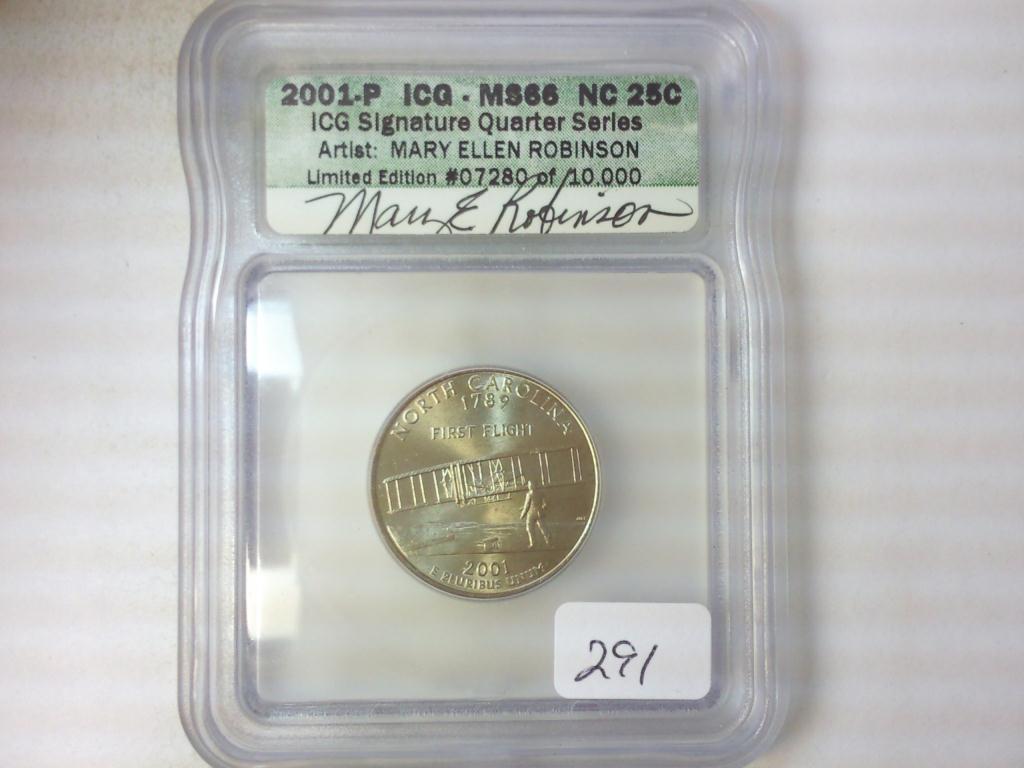 2001-P ICG - MS66 NC 25C
ICG Signature Quarter Series
Artist: MARY ELLEN ROBINSON
Limited Edition #07280 of 10,000
Mary E Robinson
NORTH CAROLINA
1789
FIRST FLIGHT
2001
E PLURIBUS UNUM
291